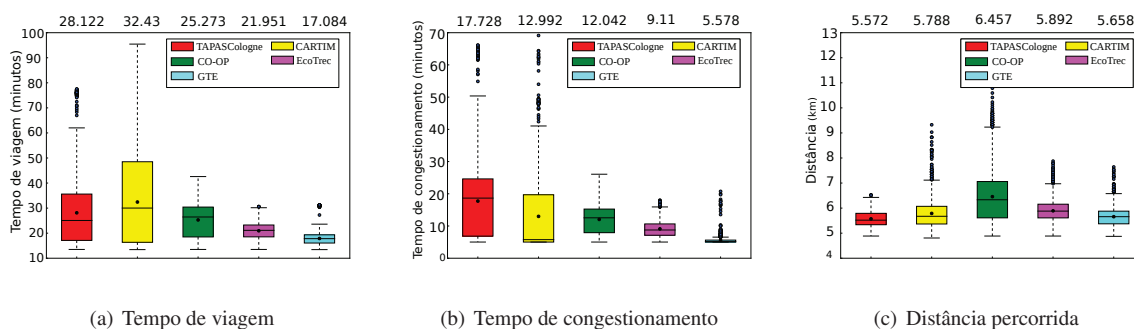 28.122 32.43 25.273 21.951 17.084
Tempo de viagem (minutos)
100
90
80
70
60
50
40
30
20
10
TAPASCologne
CO-OP
GTE
CARTIM
EcoTrec
(a) Tempo de viagem
17.728 12.992 12.042 9.11 5.578
Tempo de congestionamento (minutos)
70
60
50
40
30
20
10
0
TAPASCologne
CO-OP
GTE
CARTIM
EcoTrec
(b) Tempo de congestionamento
5.572 5.788 6.457 5.892 5.658
Distância (km)
13
12
11
10
9
8
7
6
5
4
TAPASCologne
CO-OP
GTE
CARTIM
EcoTrec
(c) Distância percorrida